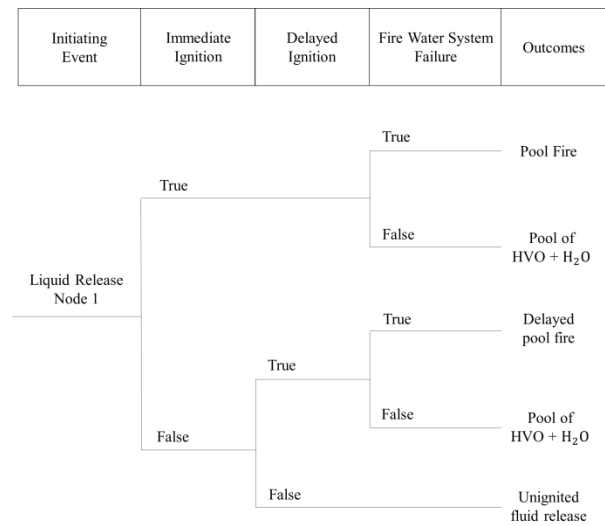 Initiating
Event
Immediate
Ignition
Delayed
Ignition
Fire Water System
Failure
Outcomes
True
Pool Fire
True
False
Pool of
HVO + H₂O
Liquid Release
Node 1
True
Delayed
pool fire
True
False
False
Pool of
HVO + H₂O
False
Unignited
fluid release